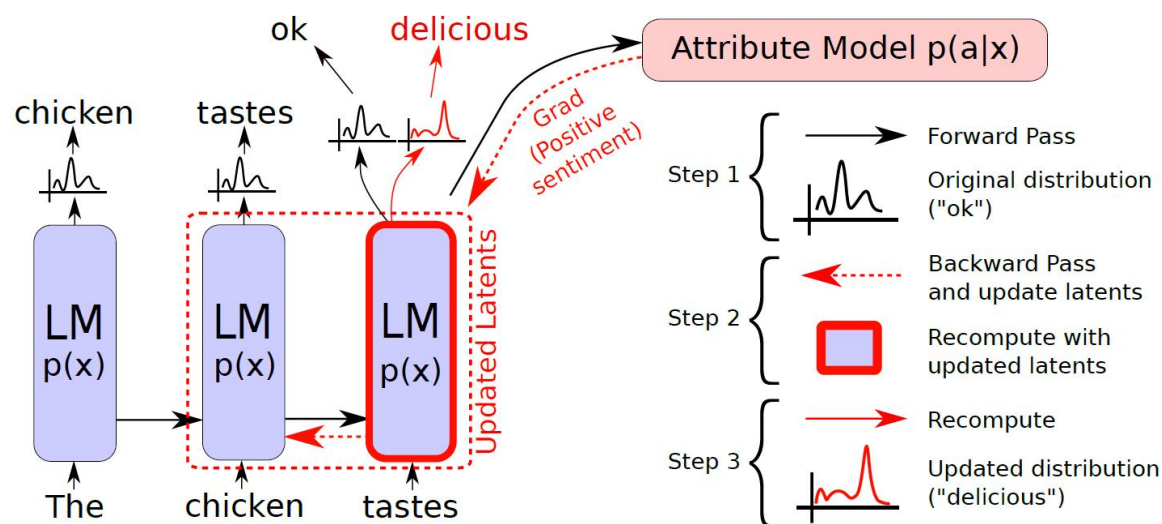 ok
delicious
Attribute Model p(a|x)
chicken
tastes
Grad
(Positive
sentiment)
LM
p(x)
LM
p(x)
LM
p(x)
Updated Latents
The
chicken
tastes
Step 1
Forward Pass
Original distribution
("ok")
Step 2
Backward Pass
and update latents
Recompute with
updated latents
Step 3
Recompute
Updated distribution
("delicious")